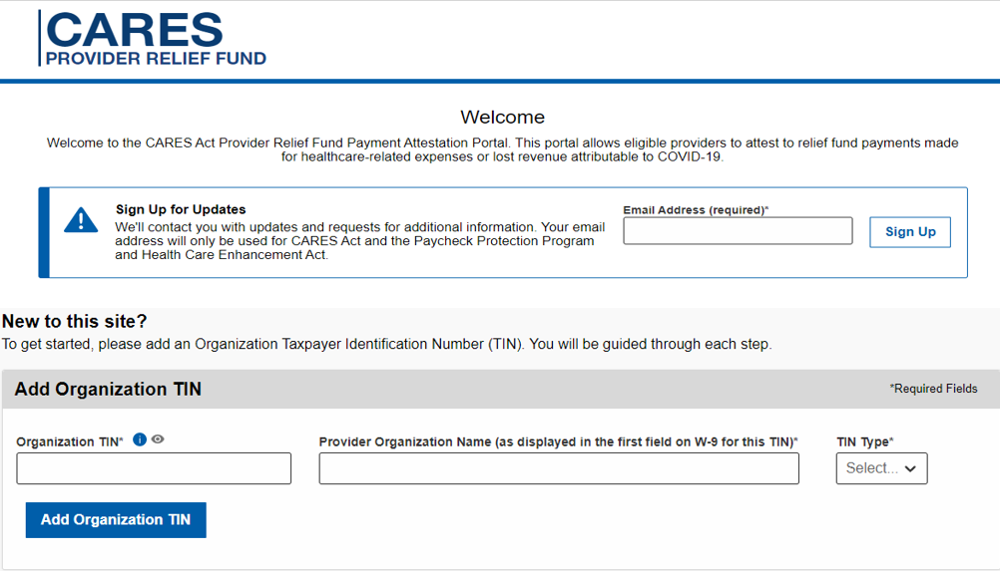 CARES
PROVIDER RELIEF FUND
Welcome
Welcome to the CARES Act Provider Relief Fund Payment Attestation Portal. This portal allows eligible providers to attest to relief fund payments made
for healthcare-related expenses or lost revenue attributable to COVID-19.
Sign Up for Updates
We'll contact you with updates and requests for additional information. Your email
address will only be used for CARES Act and the Paycheck Protection Program
and Health Care Enhancement Act.
Email Address (required)*
Sign Up
New to this site?
To get started, please add an Organization Taxpayer Identification Number (TIN). You will be guided through each step.
Add Organization TIN
*Required Fields
Organization TIN*
Provider Organization Name (as displayed in the first field on W-9 for this TIN)*
TIN Type*
Select...
Add Organization TIN